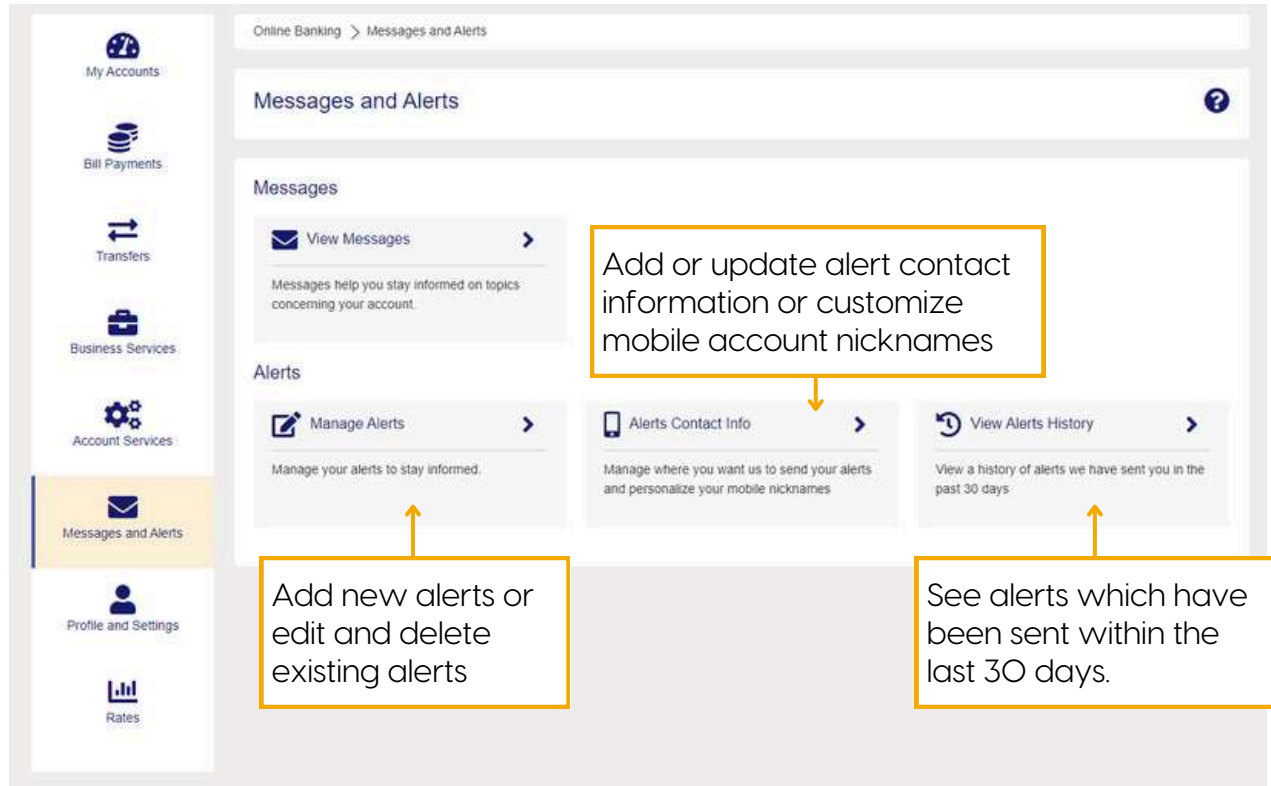 Online Banking > Messages and Alerts
My Accounts
Bill Payments
Transfers
Business Services
Account Services
Messages and Alerts
Profile and Settings
Rates
Messages and Alerts
Messages
View Messages
Messages help you stay informed on topics
concerning your account.
Add or update alert contact
information or customize
mobile account nicknames
Alerts
Manage Alerts
Manage your alerts to stay informed.
Alerts Contact Info
Manage where you want us to send your alerts
and personalize your mobile nicknames
View Alerts History
View a history of alerts we have sent you in the
past 30 days
Add new alerts or
edit and delete
existing alerts
See alerts which have
been sent within the
last 30 days.